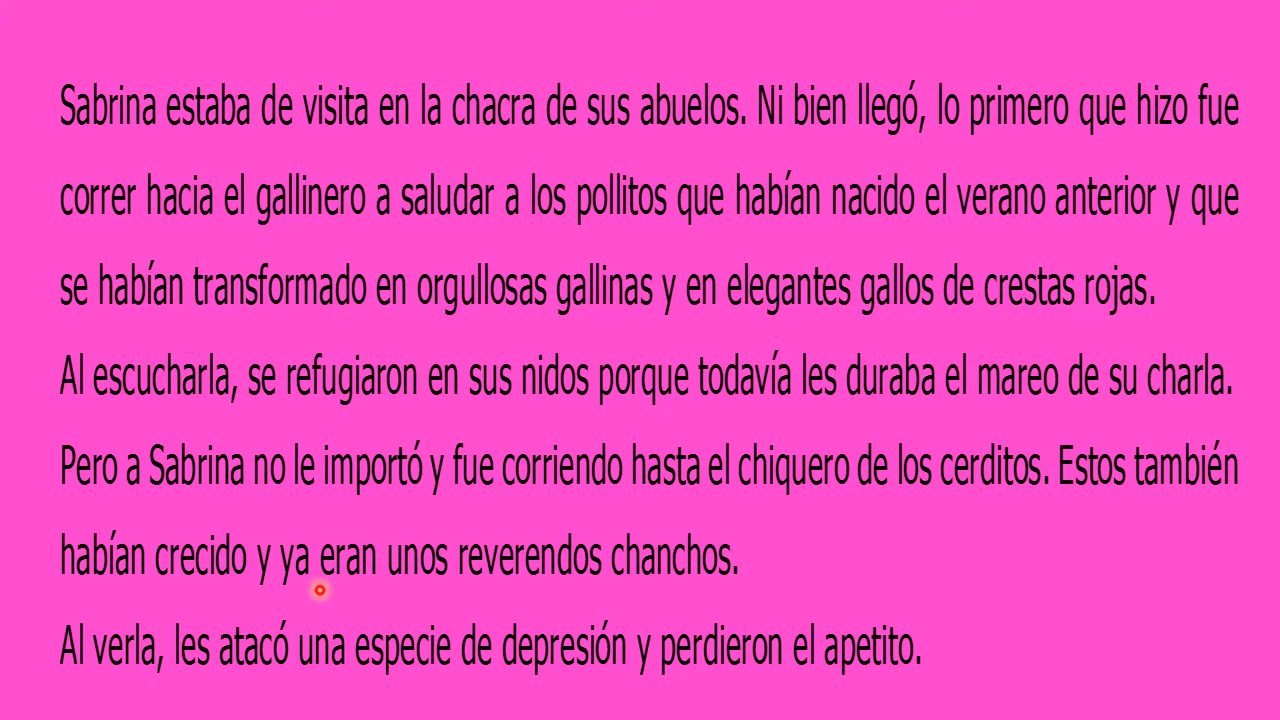 Sabrina estaba de visita en la chacra de sus abuelos. Ni bien llegó, lo primero que hizo fue
correr hacia el gallinero a saludar a los pollitos que habían nacido el verano anterior y que
se habían transformado en orgullosas gallinas y en elegantes gallos de crestas rojas.
Al escucharla, se refugiaron en sus nidos porque todavía les duraba el mareo de su charla.
Pero a Sabrina no le importó y fue corriendo hasta el chiquero de los cerditos. Estos también
habían crecido y ya eran unos reverendos chanchos.
Al verla, les atacó una especie de depresión y perdieron el apetito.